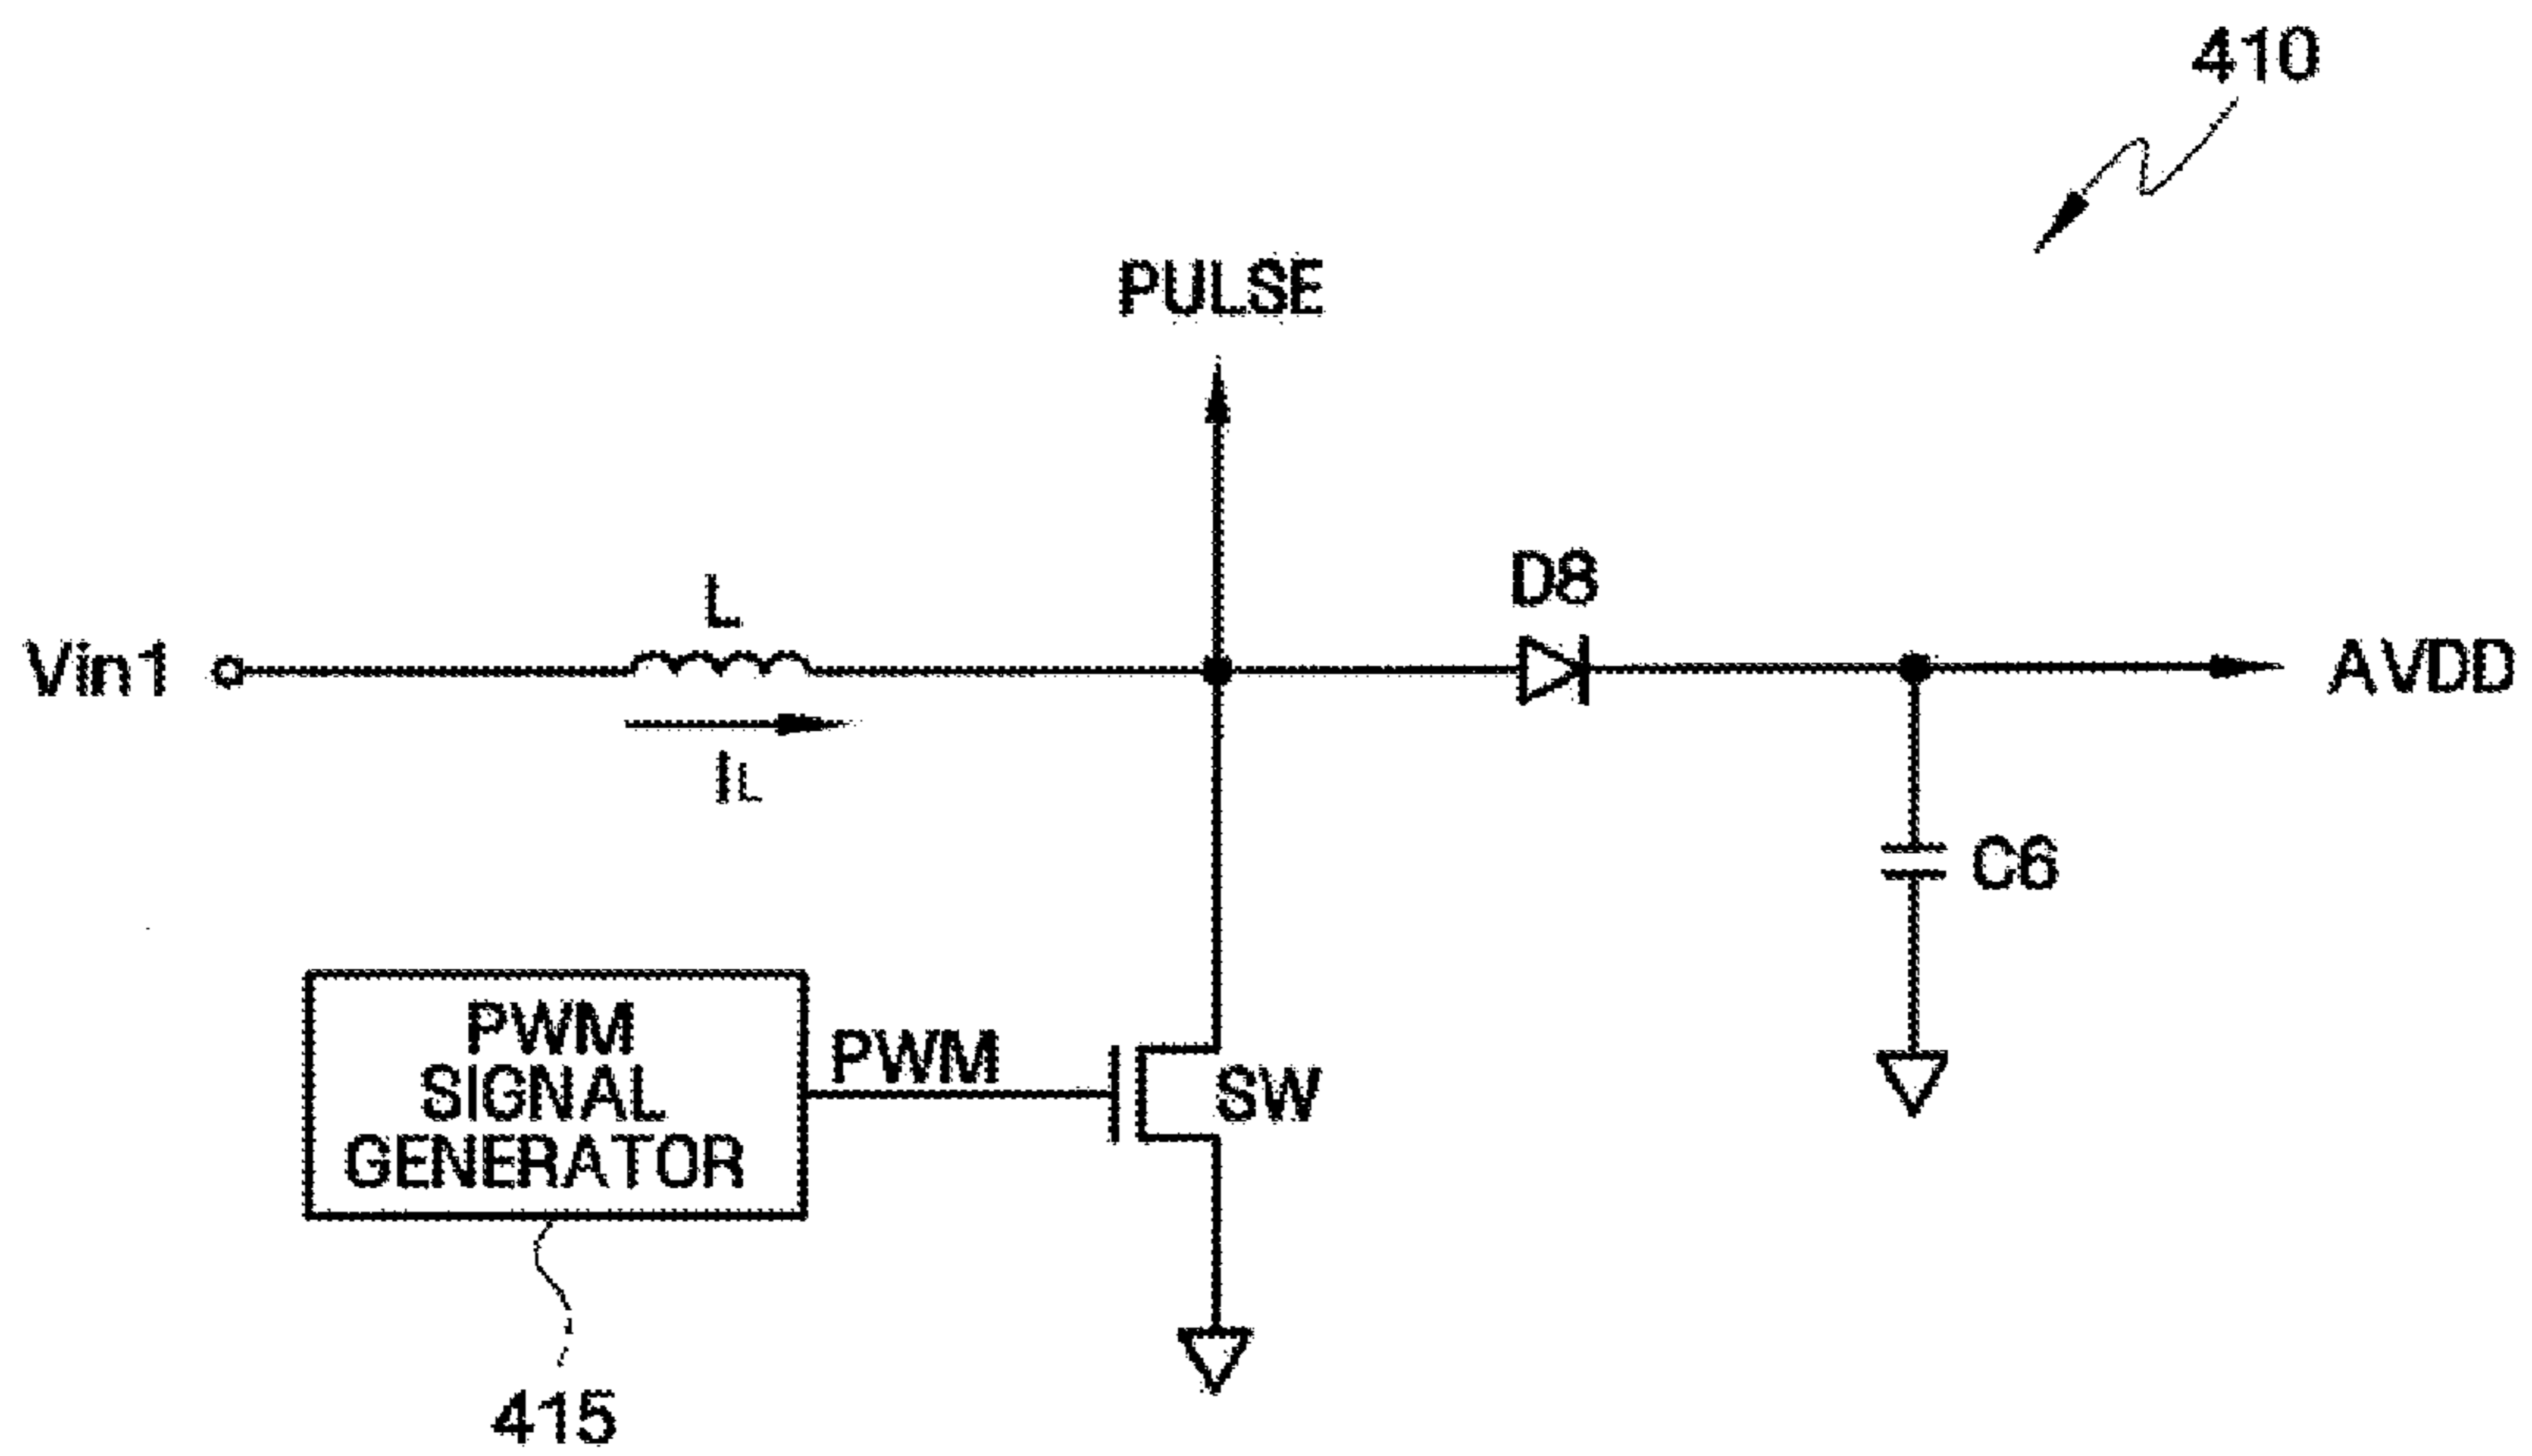 410
PULSE
L
D8
Vin1
AVDD
IL
C6
PWM
SIGNAL
GENERATOR
PWM
SW
415